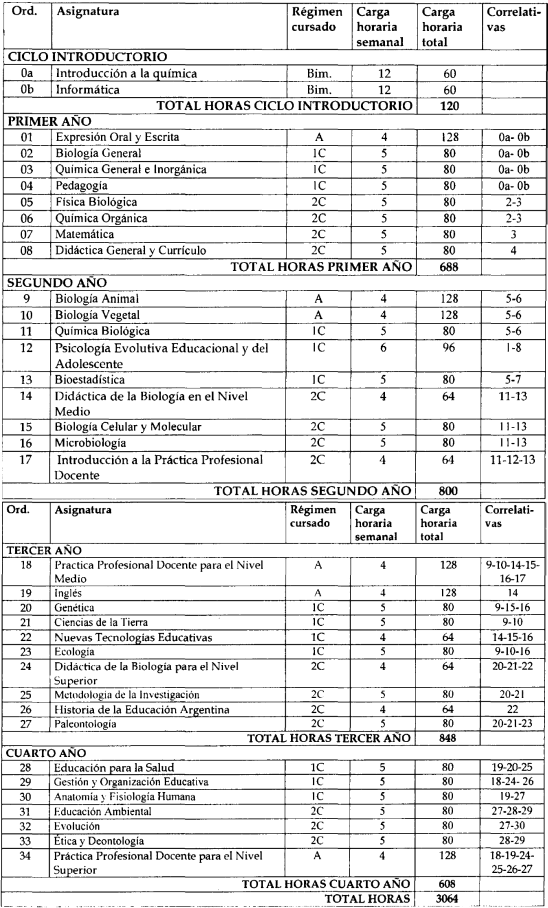 Ord. Asignatura Régimen cursado Carga horaria semanal Carga horaria total Correlati-vas
CICLO INTRODUCTORIO
0a Introducción a la química Bim. 12 60
0b Informática Bim. 12 60
TOTAL HORAS CICLO INTRODUCTORIO 120
PRIMER AÑO
01 Expresión Oral y Escrita A 4 128 0a- 0b
02 Biología General 1C 5 80 0a- 0b
03 Química General e Inorgánica 1C 5 80 0a- 0b
04 Pedagogía 1C 5 80 0a- 0b
05 Física Biológica 2C 5 80 2-3
06 Química Orgánica 2C 5 80 2-3
07 Matemática 2C 5 80 3
08 Didáctica General y Currículo 2C 5 80 4
TOTAL HORAS PRIMER AÑO 688
SEGUNDO AÑO
9 Biología Animal A 4 128 5-6
10 Biología Vegetal A 4 128 5-6
11 Química Biológica 1C 5 80 5-6
12 Psicología Evolutiva Educacional y del Adolescente 1C 6 96 1-8
13 Bioestadística 1C 5 80 5-7
14 Didáctica de la Biología en el Nivel Medio 2C 4 64 11-13
15 Biología Celular y Molecular 2C 5 80 11-13
16 Microbiología 2C 5 80 11-13
17 Introducción a la Práctica Profesional Docente 2C 4 64 11-12-13
TOTAL HORAS SEGUNDO AÑO 800
Ord. Asignatura Régimen cursado Carga horaria semanal Carga horaria total Correlati-vas
TERCER AÑO
18 Practica Profesional Docente para el Nivel Medio A 4 128 9-10-14-15-16-17
19 Inglés A 4 128 14
20 Genética 1C 5 80 9-15-16
21 Ciencias de la Tierra 1C 5 80 9-10
22 Nuevas Tecnologías Educativas 1C 4 64 14-15-16
23 Ecología 1C 5 80 9-10-16
24 Didáctica de la Biología para el Nivel Superior 2C 4 64 20-21-22
25 Metodología de la Investigación 2C 5 80 20-21
26 Historia de la Educación Argentina 2C 4 64 22
27 Paleontología 2C 5 80 20-21-23
TOTAL HORAS TERCER AÑO 848
CUARTO AÑO
28 Educación para la Salud 1C 5 80 19-20-25
29 Gestión y Organización Educativa 1C 5 80 18-24- 26
30 Anatomía y Fisiología Humana 1C 5 80 19-27
31 Educación Ambiental 2C 5 80 27-28-29
32 Evolución 2C 5 80 27-30
33 Ética y Deontología 2C 5 80 28-29
34 Práctica Profesional Docente para el Nivel Superior A 4 128 18-19-24-25-26-27
TOTAL HORAS CUARTO AÑO 608
TOTAL HORAS 3064